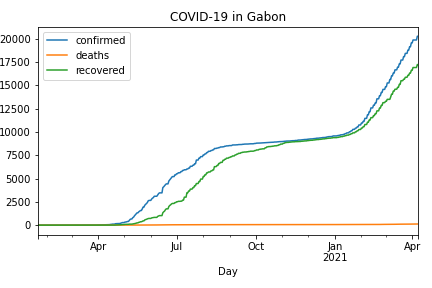 COVID-19 in Gabon
confirmed
deaths
recovered
20000
17500
15000
12500
10000
7500
5000
2500
0
Apr Jul Oct Jan Apr
2021
Day